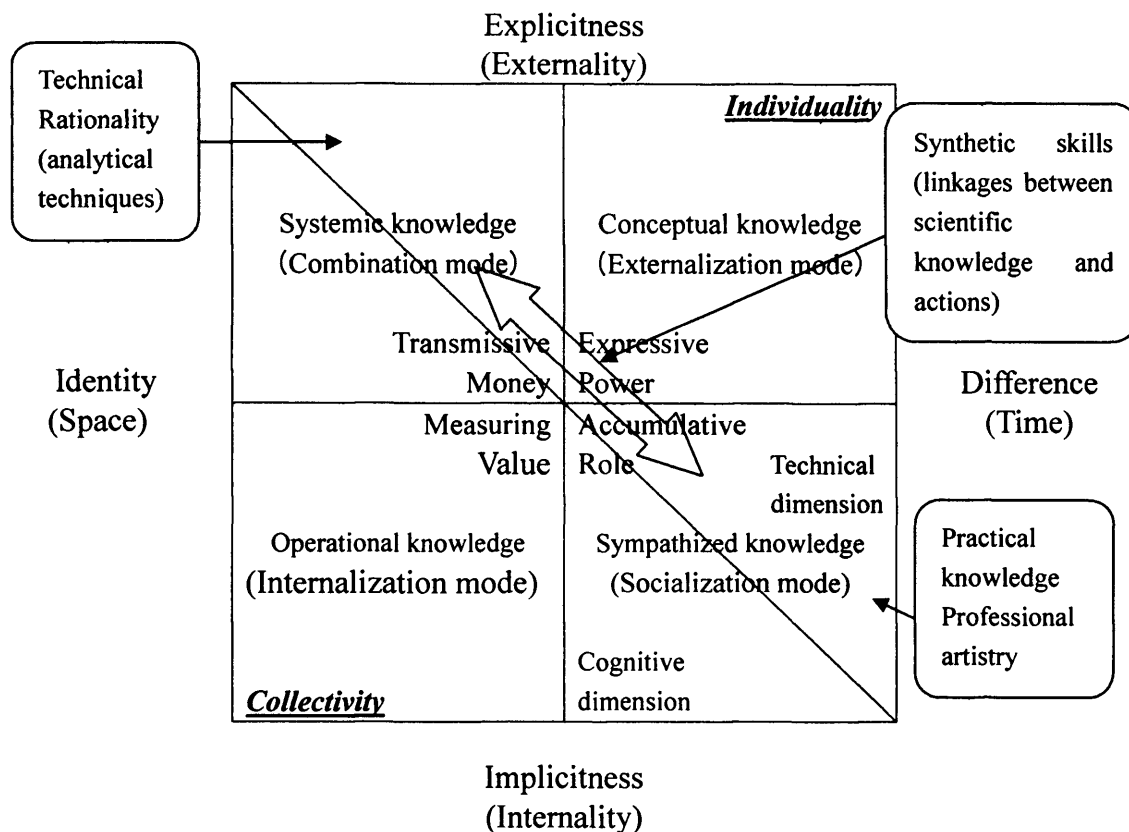 Explicitness
(Externality)
Technical
Rationality
(analytical
techniques)
Individuality
Synthetic skills
(linkages between
scientific
knowledge and
actions)
Systemic knowledge
(Combination mode)
Conceptual knowledge
(Externalization mode)
Transmissive
Money
Expressive
Power
Identity
(Space)
Difference
(Time)
Measuring
Value
Accumulative
Role
Technical
dimension
Operational knowledge
(Internalization mode)
Sympathized knowledge
(Socialization mode)
Practical
knowledge
Professional
artistry
Cognitive
dimension
Collectivity
Implicitness
(Internality)